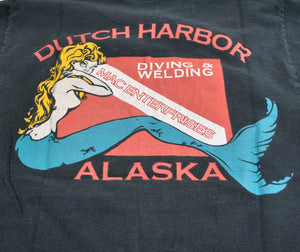 DUTCH HARBOR
DIVING &
WELDING
MAC ENTERPRISES
ALASKA